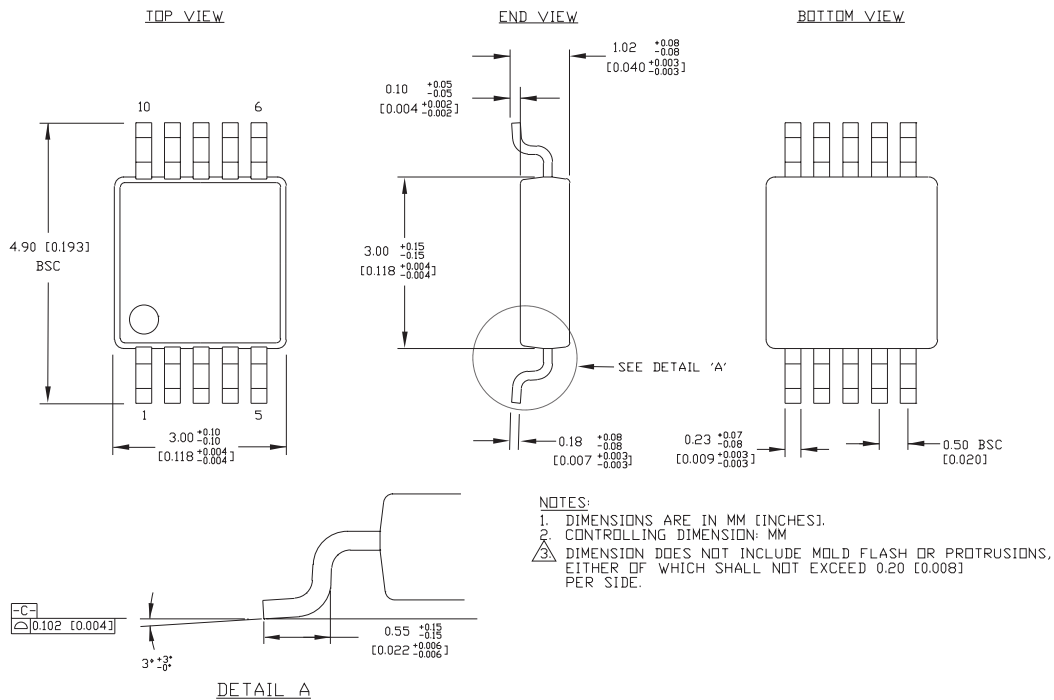 TOP VIEW
END VIEW
BOTTOM VIEW
1.02 +0.08 -0.08
[0.040 +0.003 -0.003]
0.10 +0.05 -0.05
[0.004 +0.002 -0.002]
10 6
4.90 [0.193]
BSC
3.00 +0.15 -0.15
[0.118 +0.004 -0.004]
SEE DETAIL 'A'
1 5
3.00 +0.10 -0.10
[0.118 +0.004 -0.004]
0.18 +0.08 -0.08
[0.007 +0.003 -0.003]
0.23 +0.07 -0.08
[0.009 +0.003 -0.003]
0.50 BSC
[0.020]
NOTES:
1. DIMENSIONS ARE IN MM [INCHES].
2. CONTROLLING DIMENSION: MM
3. DIMENSION DOES NOT INCLUDE MOLD FLASH OR PROTRUSIONS,
EITHER OF WHICH SHALL NOT EXCEED 0.20 [0.008]
PER SIDE.
-C-
0.102 [0.004]
3° +3° -0°
0.55 +0.15 -0.15
[0.022 +0.006 -0.006]
DETAIL A